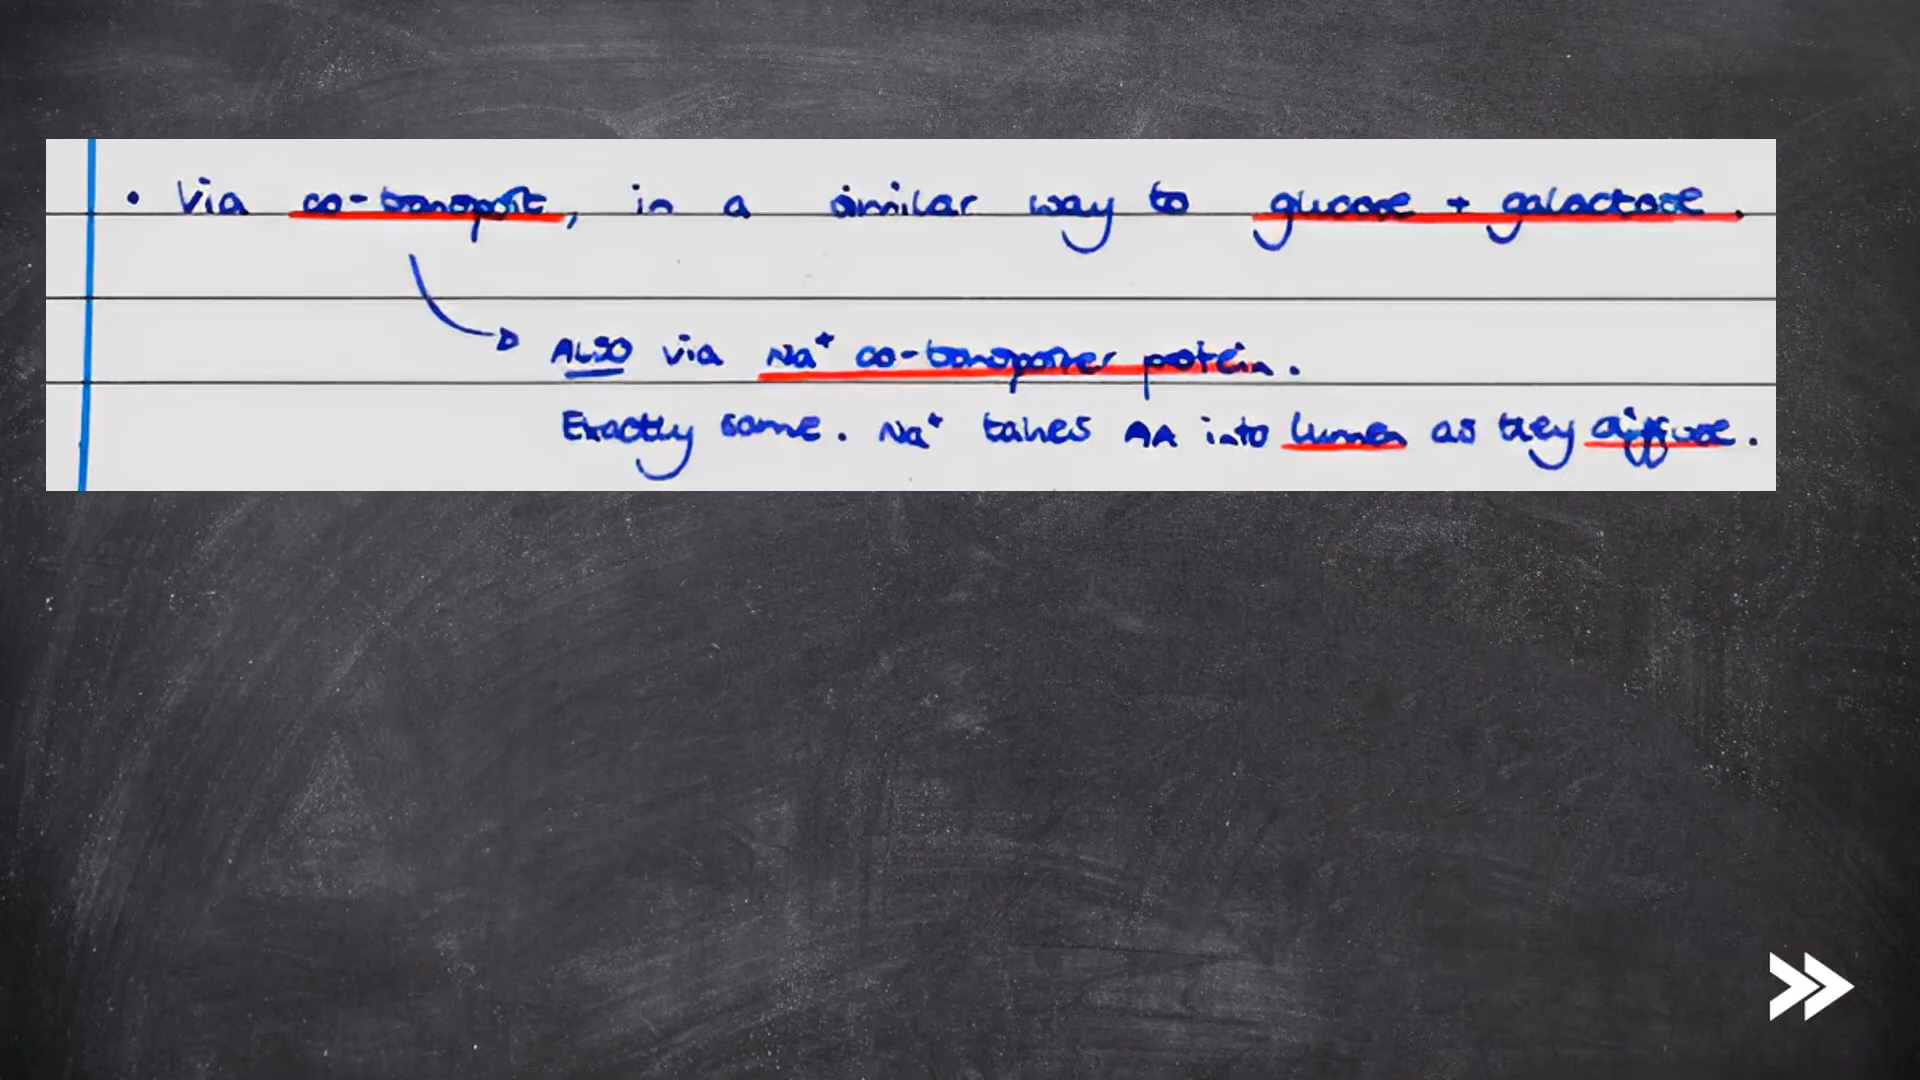 • Via co-transport, in a similar way to glucose + galactose.
ALSO via Na⁺ co-transporter protein.
Exactly same. Na⁺ takes AA into lumen as they diffuse.